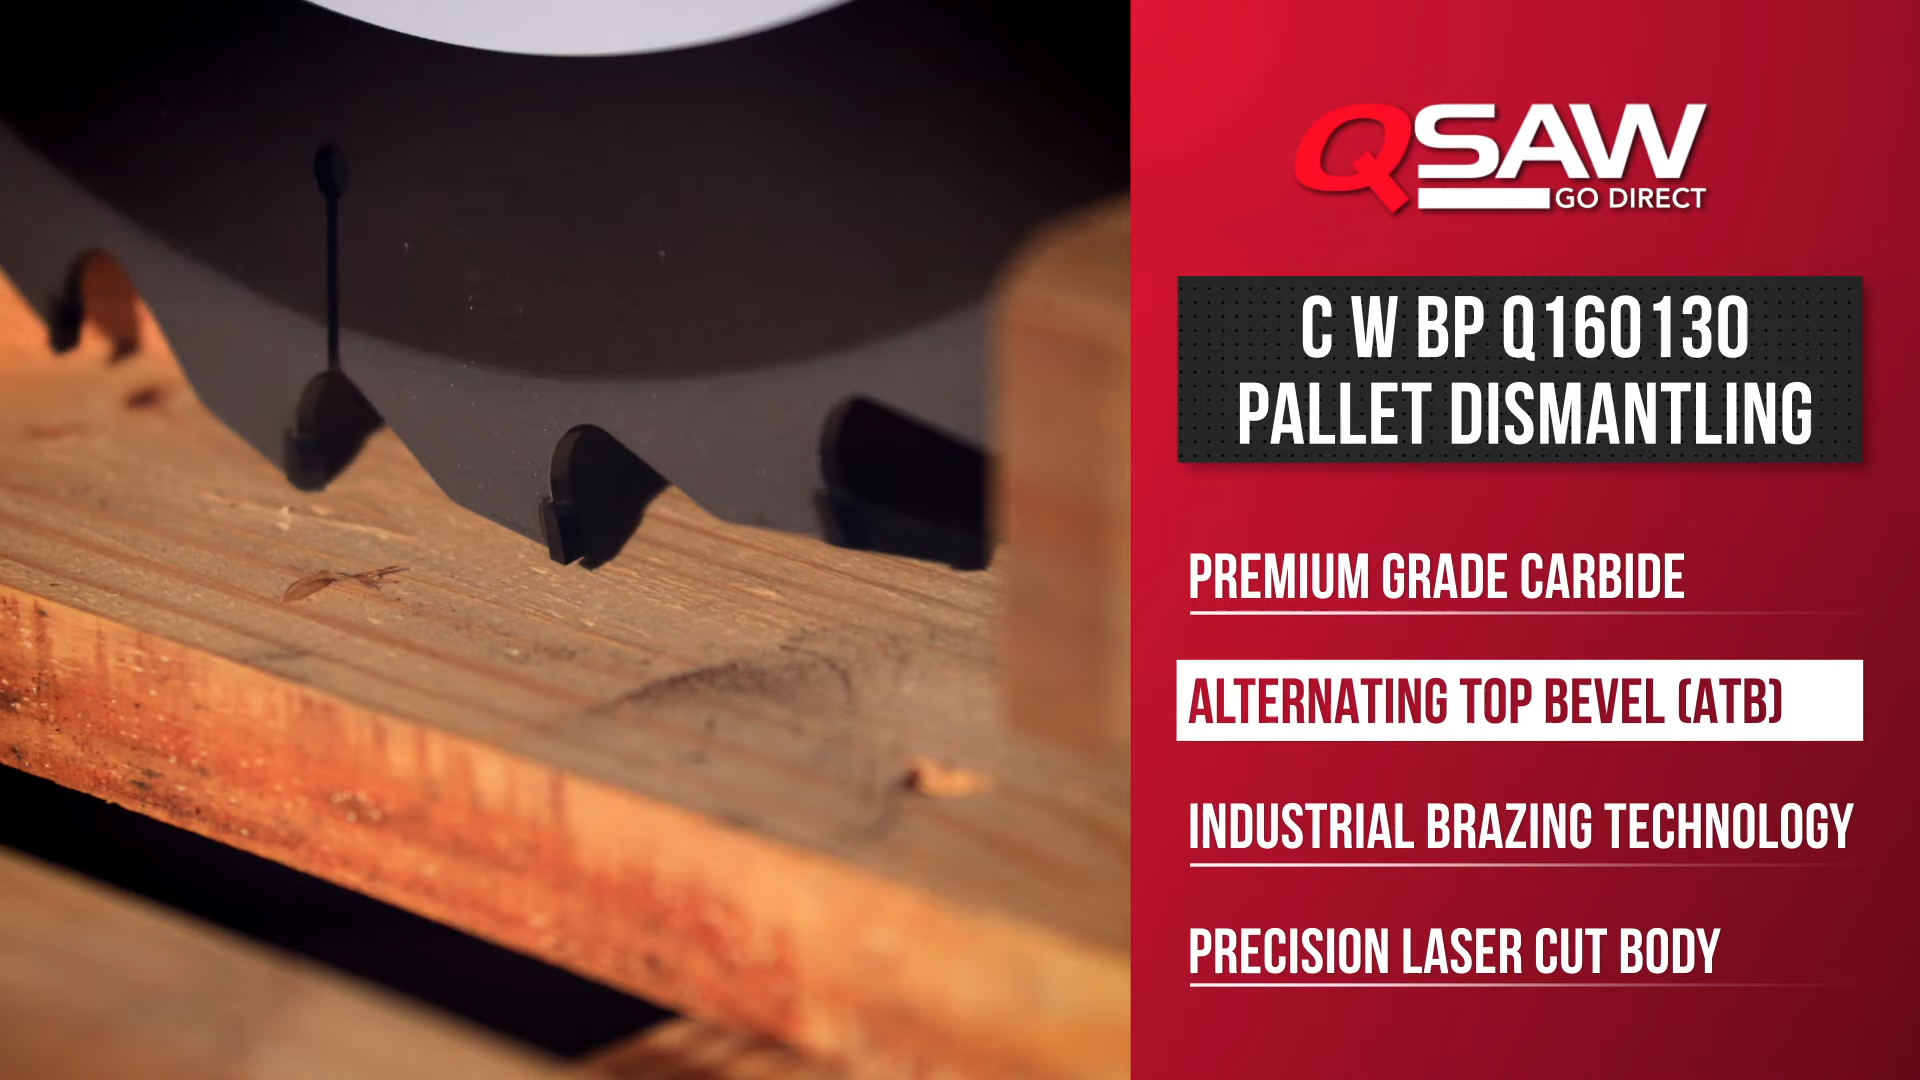 QSAW
GO DIRECT
C W BP Q160130
PALLET DISMANTLING
PREMIUM GRADE CARBIDE
ALTERNATING TOP BEVEL (ATB)
INDUSTRIAL BRAZING TECHNOLOGY
PRECISION LASER CUT BODY